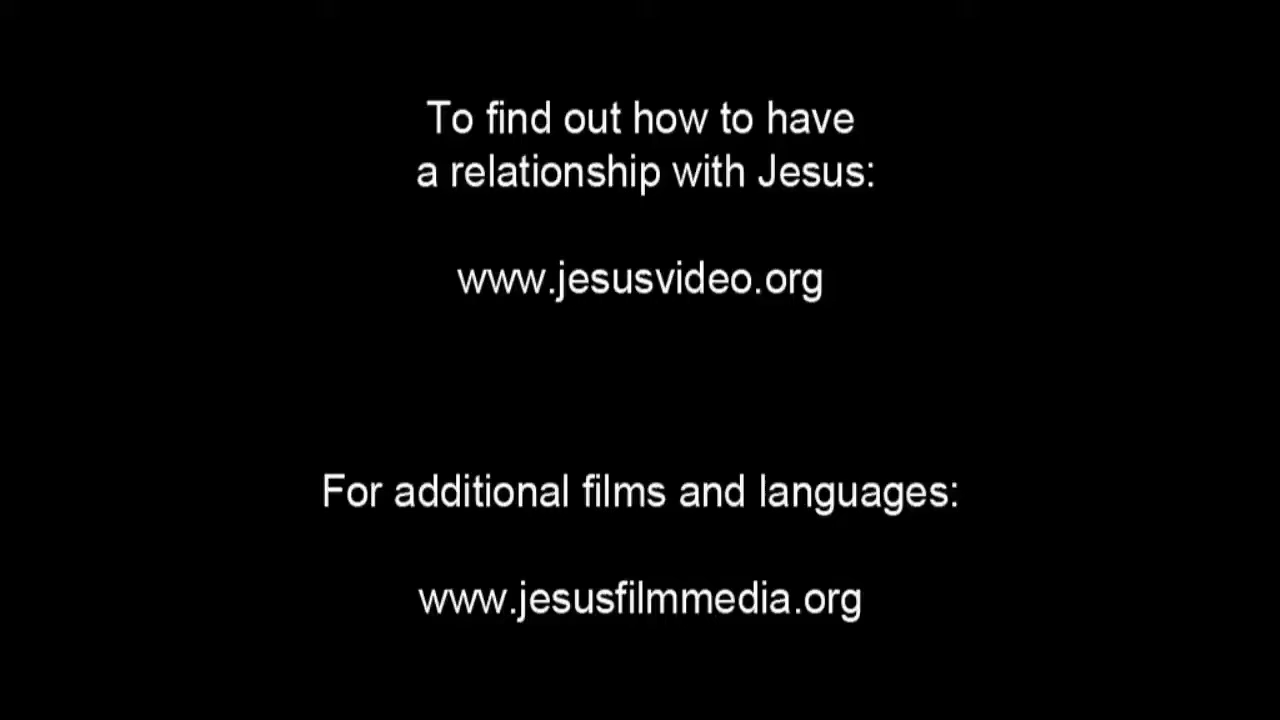 To find out how to have
a relationship with Jesus:
www.jesusvideo.org
For additional films and languages:
www.jesusfilmmedia.org